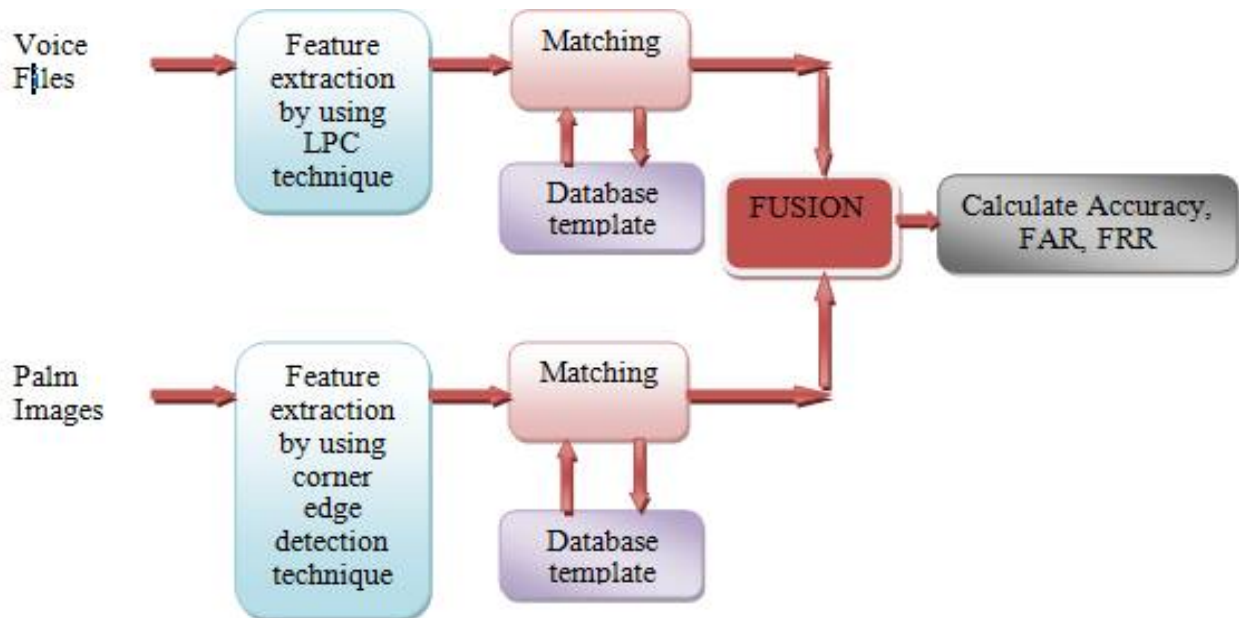 Voice
Files
Feature
extraction
by using
LPC
technique
Matching
Database
template
FUSION
Calculate Accuracy,
FAR, FRR
Palm
Images
Feature
extraction
by using
corner
edge
detection
technique
Matching
Database
template